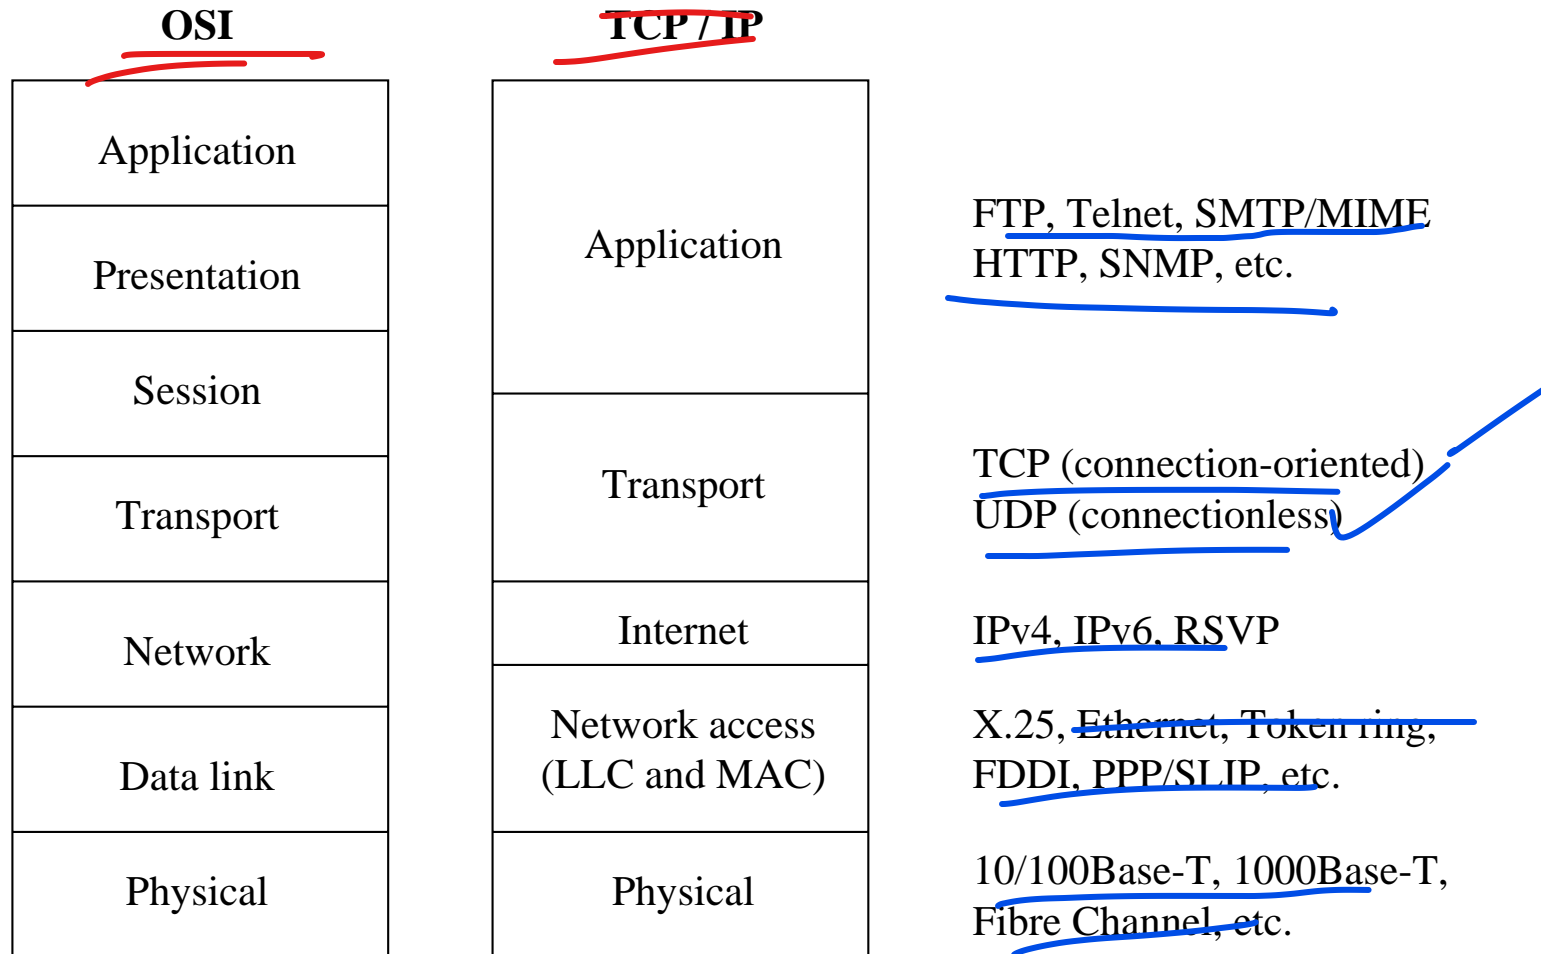 OSI
TCP / IP
Application
Presentation
Session
Transport
Network
Data link
Physical
Application
Transport
Internet
Network access
(LLC and MAC)
Physical
FTP, Telnet, SMTP/MIME
HTTP, SNMP, etc.
TCP (connection-oriented)
UDP (connectionless)
IPv4, IPv6, RSVP
X.25, Ethernet, Token ring,
FDDI, PPP/SLIP, etc.
10/100Base-T, 1000Base-T,
Fibre Channel, etc.